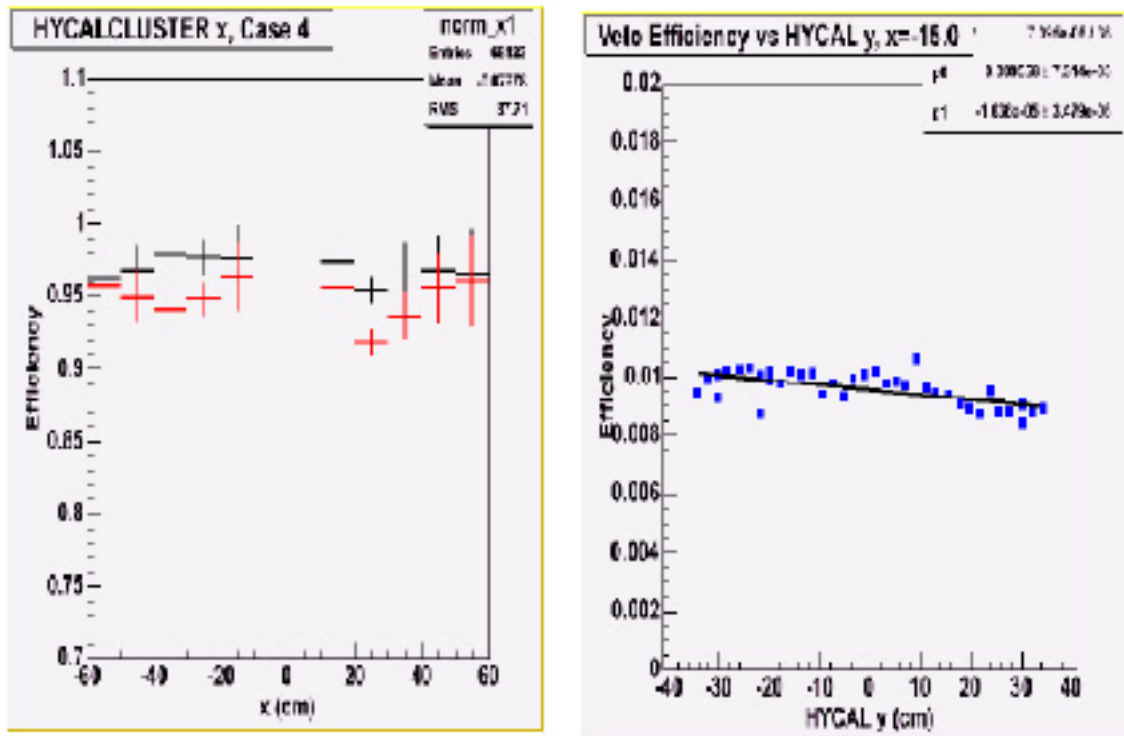 HYCALCLUSTER x, Case 4
norm_x1
Entries
Mean
RMS 37.71
1.1
1.05
1
0.95
0.9
0.85
0.8
0.75
0.7
Efficiency
-60 -40 -20 0 20 40 60
x (cm)
Veto Efficiency vs HYCAL y, x=-15.0
p0
p1
0.02
0.018
0.016
0.014
0.012
0.01
0.008
0.006
0.004
0.002
0
Efficiency
-40 -30 -20 -10 0 10 20 30 40
HYCAL y (cm)